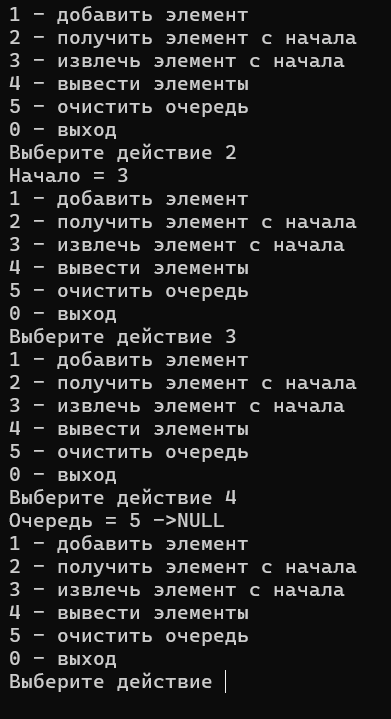 1 - добавить элемент
2 - получить элемент с начала
3 - извлечь элемент с начала
4 - вывести элементы
5 - очистить очередь
0 - выход
Выберите действие 2
Начало = 3
1 - добавить элемент
2 - получить элемент с начала
3 - извлечь элемент с начала
4 - вывести элементы
5 - очистить очередь
0 - выход
Выберите действие 3
1 - добавить элемент
2 - получить элемент с начала
3 - извлечь элемент с начала
4 - вывести элементы
5 - очистить очередь
0 - выход
Выберите действие 4
Очередь = 5 ->NULL
1 - добавить элемент
2 - получить элемент с начала
3 - извлечь элемент с начала
4 - вывести элементы
5 - очистить очередь
0 - выход
Выберите действие